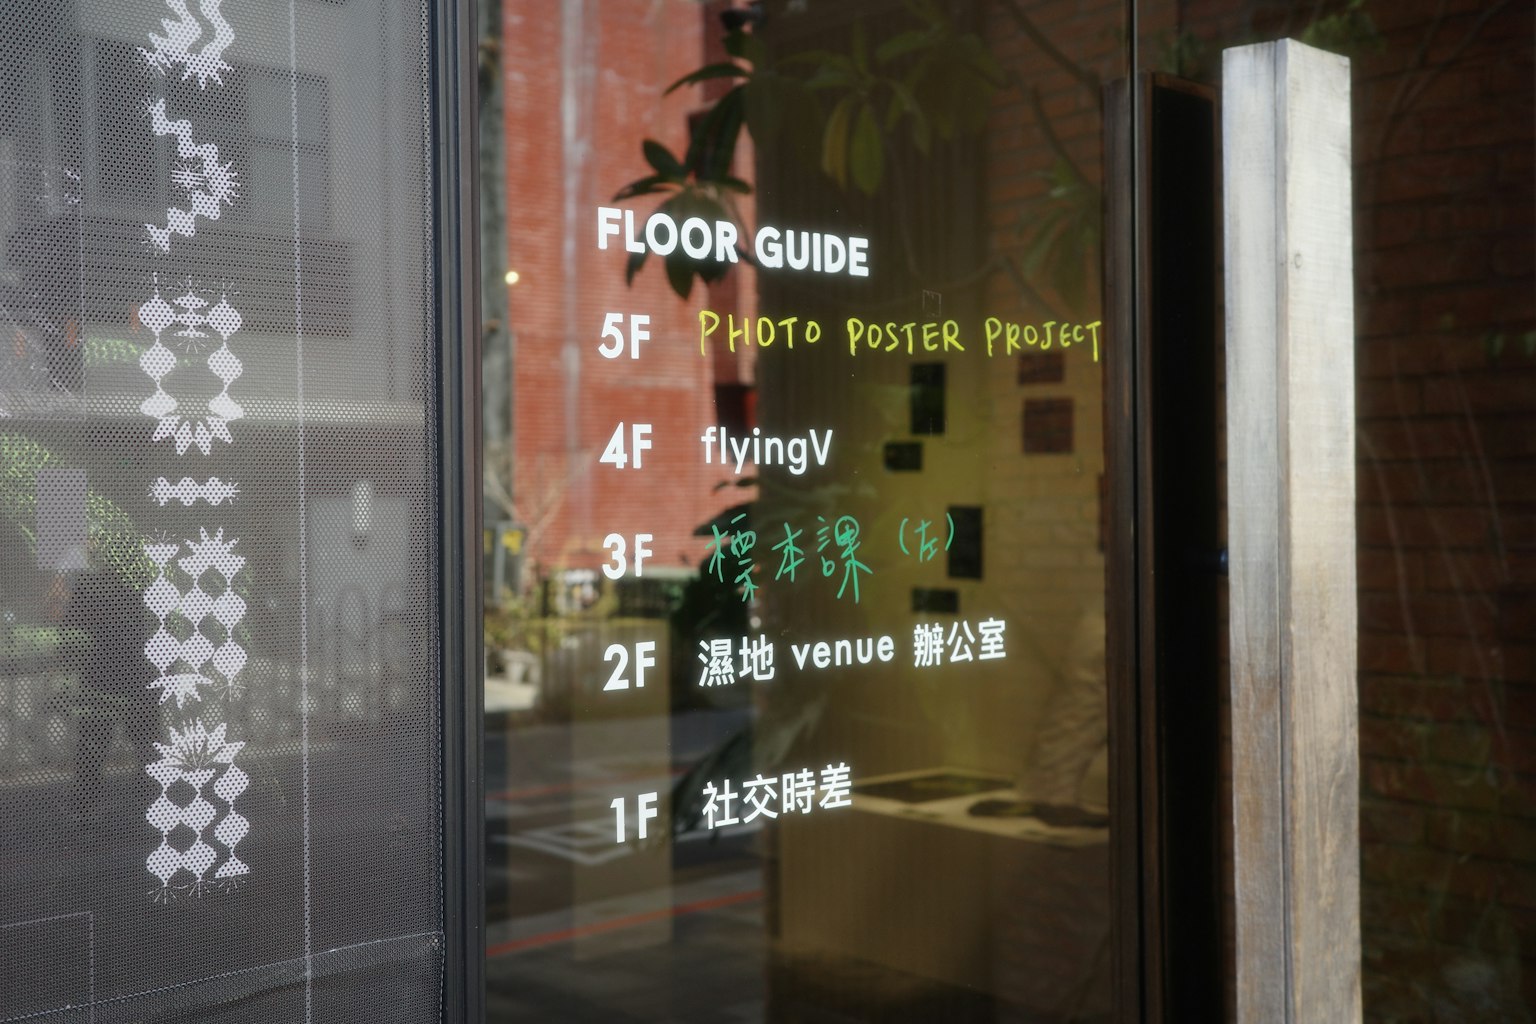 FLOOR GUIDE
5F PHOTO POSTER PROJECT
4F flyingV
3F 標本課 (左)
2F 濕地 venue 辦公室
1F 社交時差